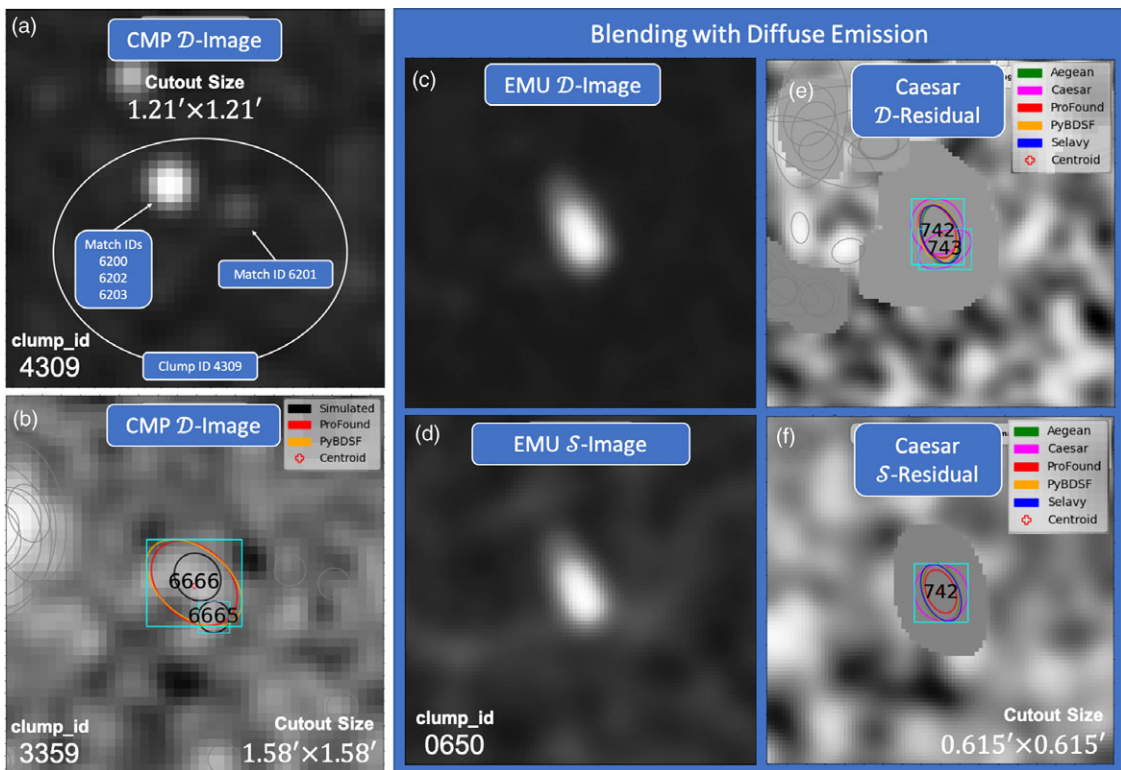 (a)
CMP 𝒟-Image
Cutout Size
1.21′×1.21′
Match IDs
6200
6202
6203
Match ID 6201
clump_id
4309
Clump ID 4309
(b)
CMP 𝒟-Image
Simulated
ProFound
PyBDSF
Centroid
6666
6665
clump_id
3359
Cutout Size
1.58′×1.58′
Blending with Diffuse Emission
(c)
EMU 𝒟-Image
(d)
EMU 𝒮-Image
clump_id
0650
(e)
Caesar
𝒟-Residual
Aegean
Caesar
ProFound
PyBDSF
Selavy
Centroid
742
743
(f)
Caesar
𝒮-Residual
Aegean
Caesar
ProFound
PyBDSF
Selavy
Centroid
742
Cutout Size
0.615′×0.615′